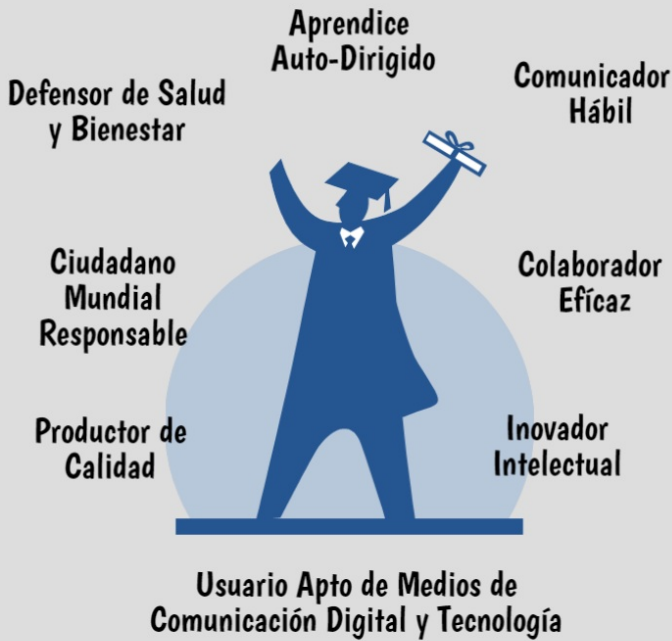 Aprendice
Auto-Dirigido
Defensor de Salud
y Bienestar
Comunicador
Hábil
Ciudadano
Mundial
Responsable
Colaborador
Efícaz
Productor de
Calidad
Inovador
Intelectual
Usuario Apto de Medios de
Comunicación Digital y Tecnología